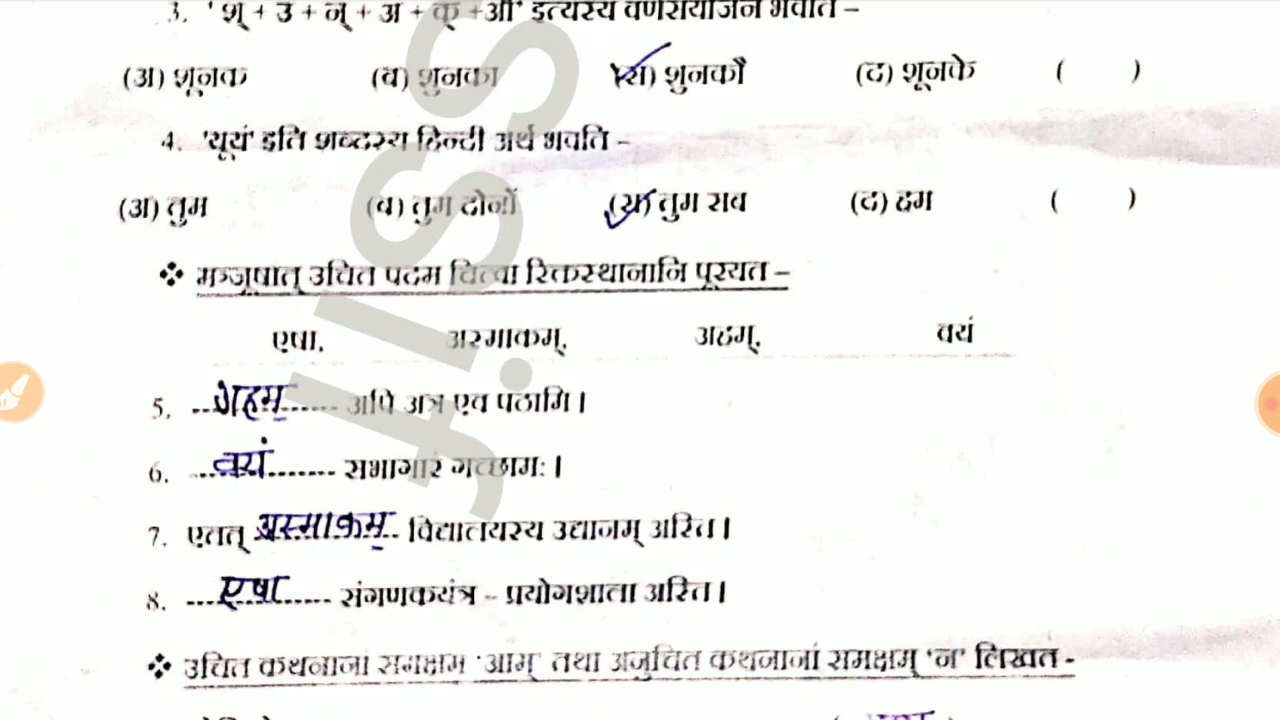 3. 'श् + उ + न् + अ + क् +औ' इत्यस्य वर्णसंयोजनं भवति –
(अ) शूनक (ब) शुनका (स) शुनकौ (द) शूनके ( )
4. 'यूयं' इति शब्दस्य हिन्दी अर्थ भवति –
(अ) तुम (ब) तुम दोनों (स) तुम सब (द) हम ( )
❖ मञ्जूषात् उचित पदम चित्वा रिक्तस्थानानि पूरयत –
एषा, अस्माकम्, अहम्, वयं
5. ...अहम्...... अपि अत्र एव पठामि।
6. ...वयं....... सभागारं गच्छामः।
7. एतत् अस्माकम् विद्यालयस्य उद्यानम् अस्ति।
8. ...एषा...... संगणकयंत्र – प्रयोगशाला अस्ति।
❖ उचित कथनानां समक्षम 'आम्' तथा अनुचित कथनानां समक्षम् 'न' लिखत -